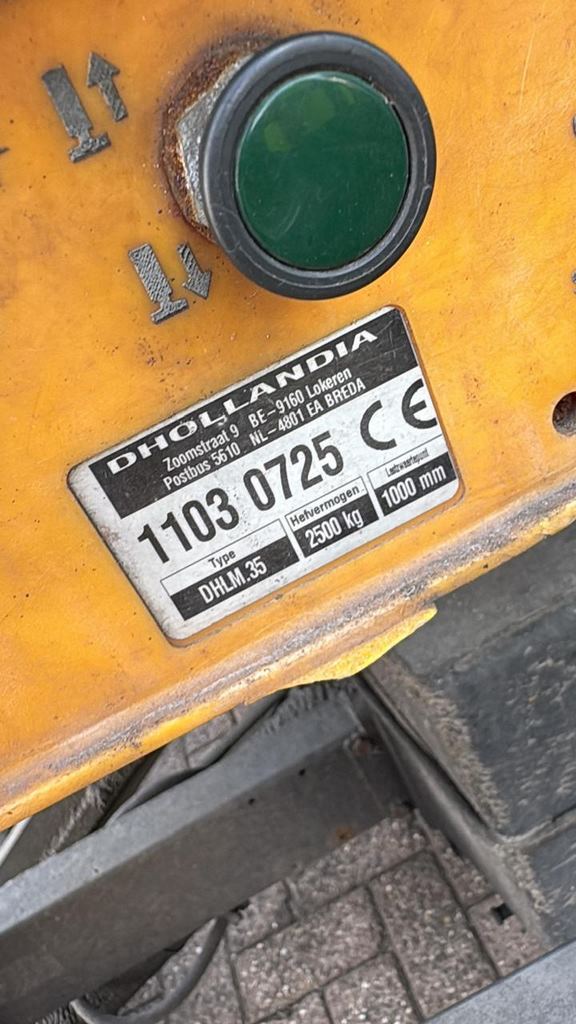 DHOLLANDIA
Zoomstraat 9 BE-9160 Lokeren
Postbus 5610 NL-4801 EA BREDA
1103 0725 CE
Type
DHLM.35
Hefvermogen
2500 kg
Lastzwaartepunt
1000 mm